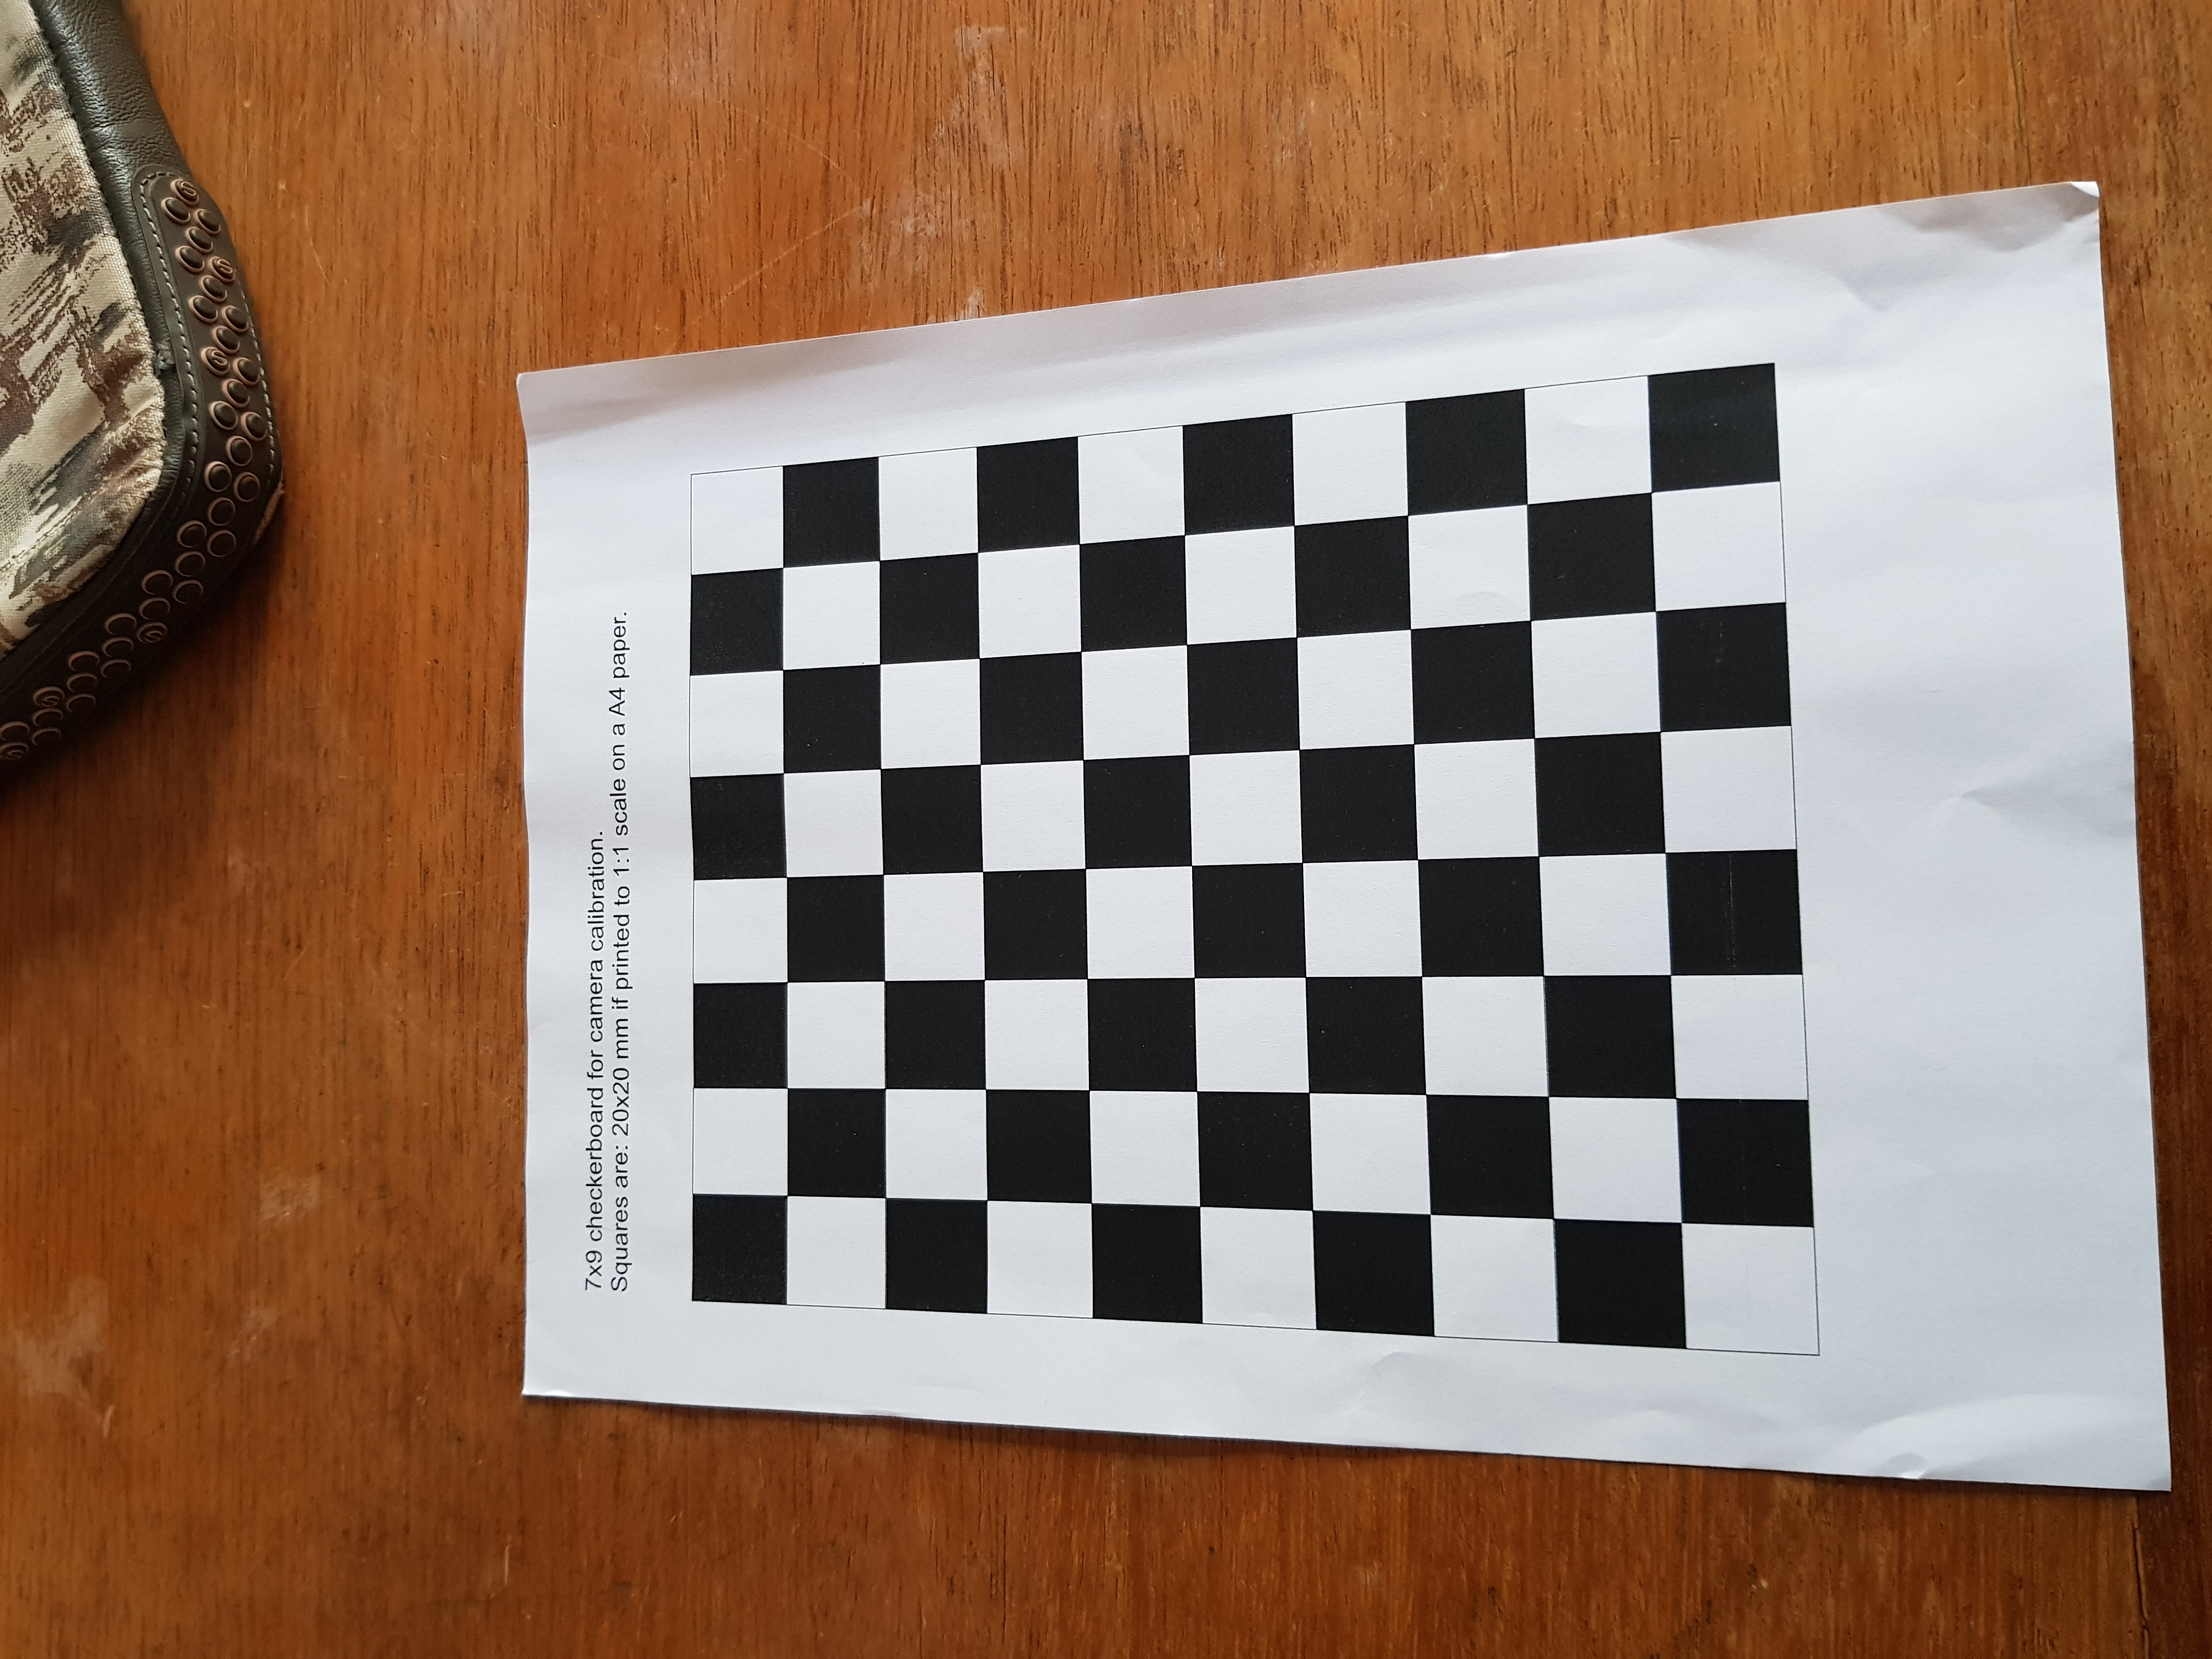 7x9 checkerboard for camera calibration.
Squares are: 20x20 mm if printed to 1:1 scale on a A4 paper.